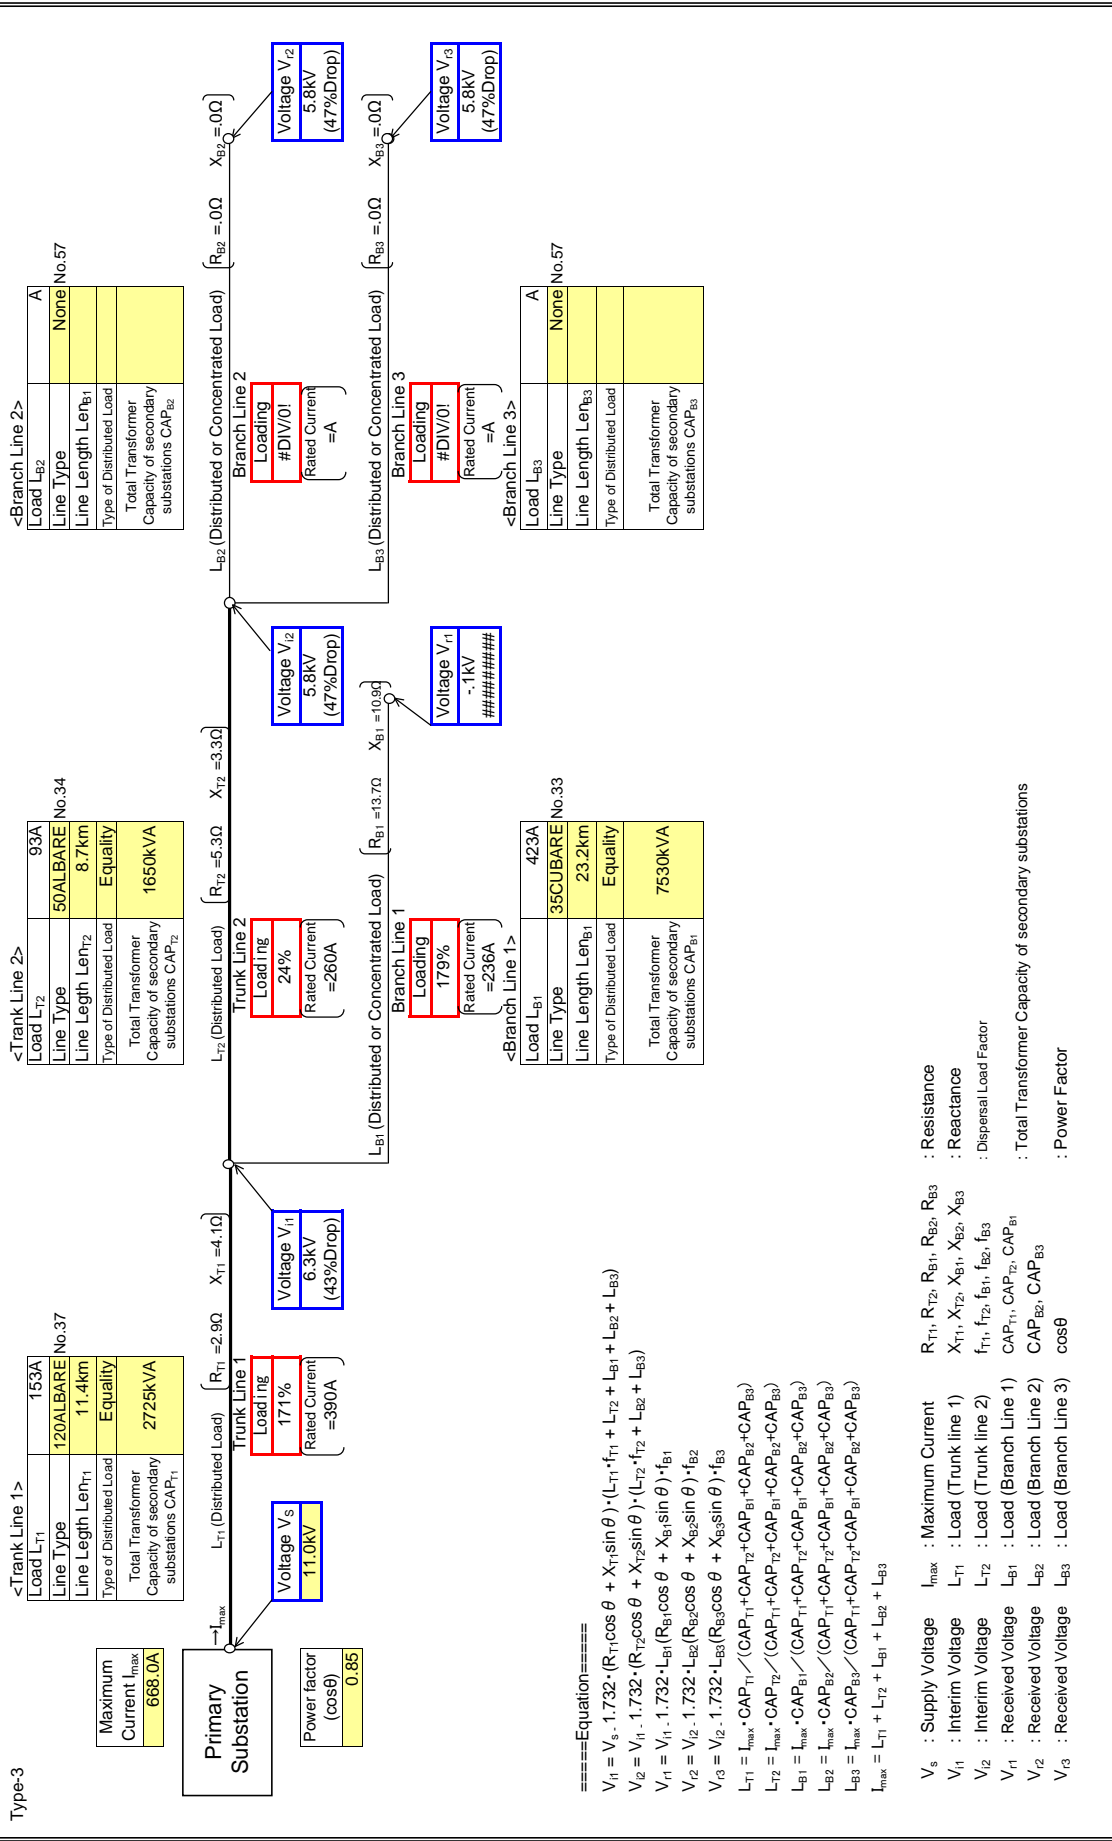 Type-3
Maximum
Current Imax
668.0A
Primary
Substation
Power factor
(cosθ)
0.85
→Imax
Voltage VS
11.0kV
<Trank Line 1>
Load LT1 153A
Line Type 120ALBARE No.37
Line Legth LenT1 11.4km
Type of Distributed Load Equality
Total Transformer
Capacity of secondary
substations CAPT1
2725kVA
LT1 (Distributed Load) RT1 =2.9Ω XT1 =4.1Ω
Trunk Line 1
Loading
171%
Rated Current
=390A
Voltage Vi1
6.3kV
(43%Drop)
<Trank Line 2>
Load LT2 93A
Line Type 50ALBARE No.34
Line Legth LenT2 8.7km
Type of Distributed Load Equality
Total Transformer
Capacity of secondary
substations CAPT2
1650kVA
LT2 (Distributed Load) RT2 =5.3Ω XT2 =3.3Ω
Trunk Line 2
Loading
24%
Rated Current
=260A
Voltage Vi2
5.8kV
(47%Drop)
LB1 (Distributed or Concentrated Load) RB1 =13.7Ω XB1 =10.9Ω
Branch Line 1
Loading
179%
Rated Current
=236A
Voltage Vr1
-.1kV
#########
<Branch Line 1>
Load LB1 423A
Line Type 35CUBARE No.33
Line Length LenB1 23.2km
Type of Distributed Load Equality
Total Transformer
Capacity of secondary
substations CAPB1
7530kVA
<Branch Line 2>
Load LB2 A
Line Type None No.57
Line Length LenB1
Type of Distributed Load
Total Transformer
Capacity of secondary
substations CAPB2
LB2 (Distributed or Concentrated Load) RB2 =.0Ω XB2 =.0Ω
Branch Line 2
Loading
#DIV/0!
Rated Current
=A
Voltage Vr2
5.8kV
(47%Drop)
LB3 (Distributed or Concentrated Load) RB3 =.0Ω XB3 =.0Ω
Branch Line 3
Loading
#DIV/0!
Rated Current
=A
Voltage Vr3
5.8kV
(47%Drop)
<Branch Line 3>
Load LB3 A
Line Type None No.57
Line Length LenB3
Type of Distributed Load
Total Transformer
Capacity of secondary
substations CAPB3
=====Equation=====
Vi1 = Vs - 1.732・(RT1cos θ + XT1sin θ)・(LT1・fT1 + LT2 + LB1 + LB2 + LB3)
Vi2 = Vi1 - 1.732・(RT2cos θ + XT2sin θ)・(LT2・fT2 + LB2 + LB3)
Vr1 = Vi1 - 1.732・LB1(RB1cos θ + XB1sin θ)・fB1
Vr2 = Vi2 - 1.732・LB2(RB2cos θ + XB2sin θ)・fB2
Vr3 = Vi2 - 1.732・LB3(RB3cos θ + XB3sin θ)・fB3
LT1 = Imax・CAPT1／(CAPT1+CAPT2+CAPB1+CAPB2+CAPB3)
LT2 = Imax・CAPT2／(CAPT1+CAPT2+CAPB1+CAPB2+CAPB3)
LB1 = Imax・CAPB1／(CAPT1+CAPT2+CAPB1+CAPB2+CAPB3)
LB2 = Imax・CAPB2／(CAPT1+CAPT2+CAPB1+CAPB2+CAPB3)
LB3 = Imax・CAPB3／(CAPT1+CAPT2+CAPB1+CAPB2+CAPB3)
Imax = LT1 + LT2 + LB1 + LB2 + LB3
Vs : Supply Voltage Imax : Maximum Current RT1, RT2, RB1, RB2, RB3 : Resistance
Vi1 : Interim Voltage LT1 : Load (Trunk line 1) XT1, XT2, XB1, XB2, XB3 : Reactance
Vi2 : Interim Voltage LT2 : Load (Trunk line 2) fT1, fT2, fB1, fB2, fB3 : Dispersal Load Factor
Vr1 : Received Voltage LB1 : Load (Branch Line 1) CAPT1, CAPT2, CAPB1 : Total Transformer Capacity of secondary substations
Vr2 : Received Voltage LB2 : Load (Branch Line 2) CAPB2, CAPB3
Vr3 : Received Voltage LB3 : Load (Branch Line 3) cosθ : Power Factor